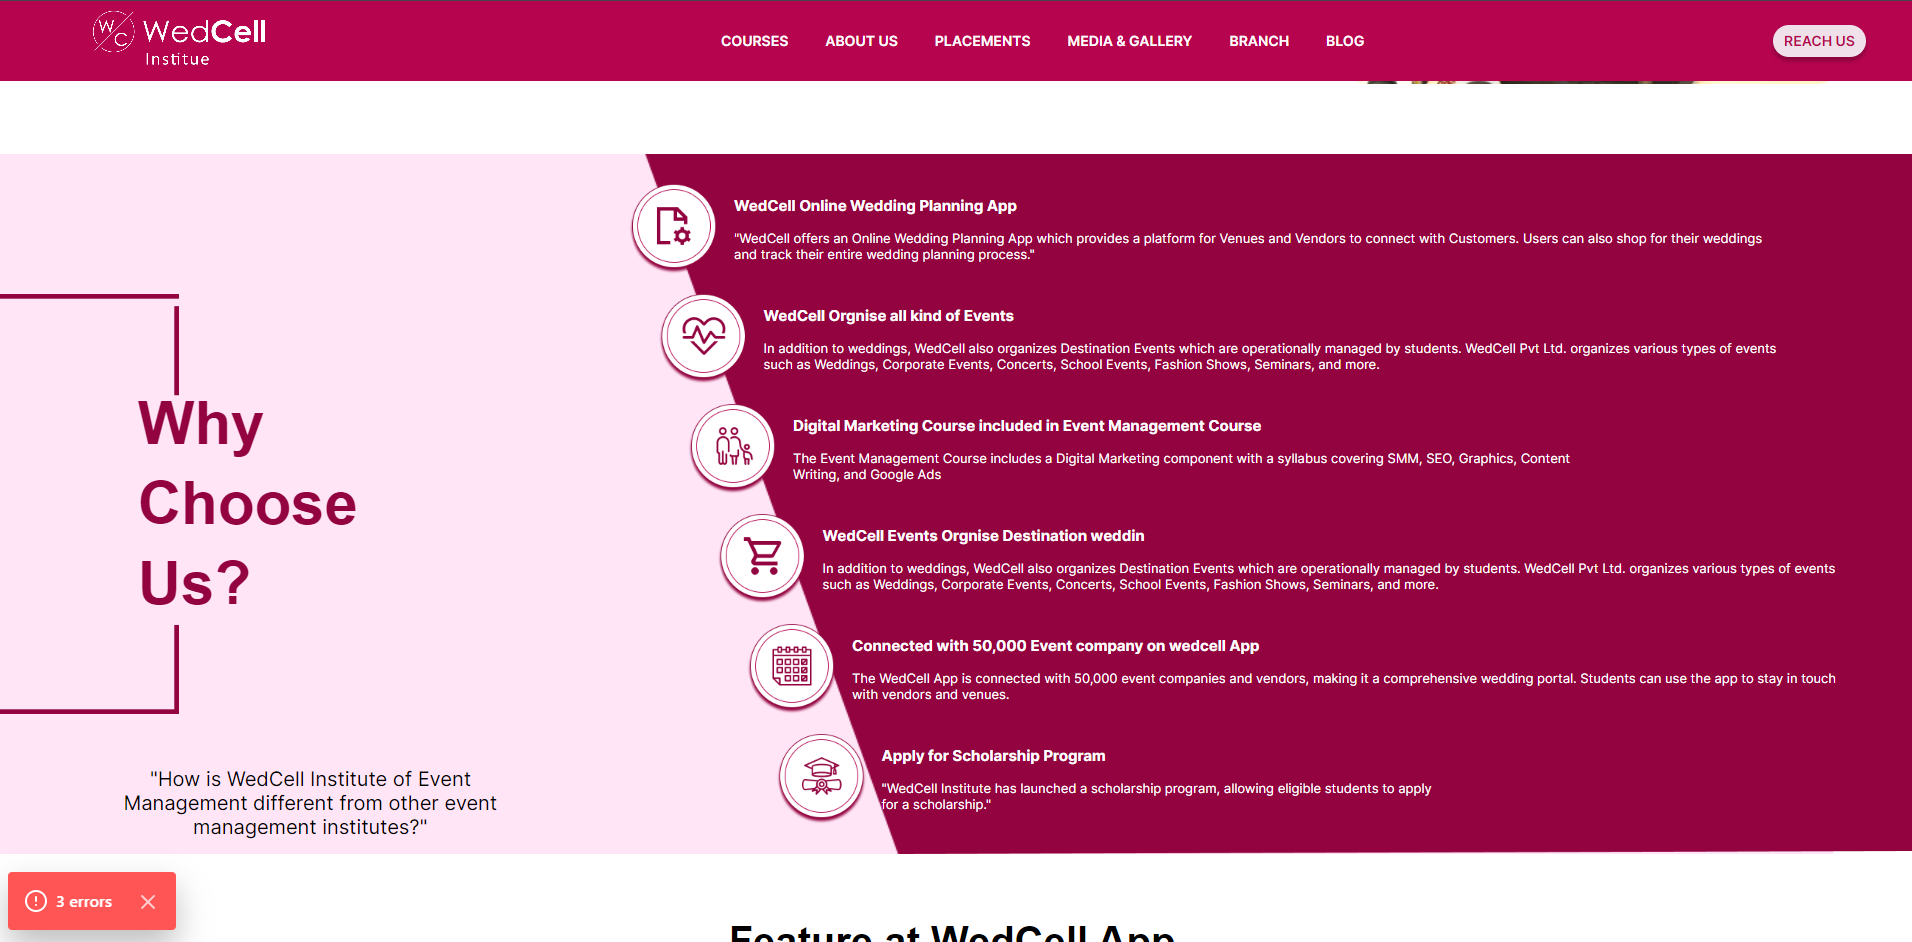 W C WedCell
Institue
COURSES ABOUT US PLACEMENTS MEDIA & GALLERY BRANCH BLOG REACH US
WedCell Online Wedding Planning App
"WedCell offers an Online Wedding Planning App which provides a platform for Venues and Vendors to connect with Customers. Users can also shop for their weddings
and track their entire wedding planning process."
WedCell Orgnise all kind of Events
In addition to weddings, WedCell also organizes Destination Events which are operationally managed by students. WedCell Pvt Ltd. organizes various types of events
such as Weddings, Corporate Events, Concerts, School Events, Fashion Shows, Seminars, and more.
Digital Marketing Course included in Event Management Course
The Event Management Course includes a Digital Marketing component with a syllabus covering SMM, SEO, Graphics, Content
Writing, and Google Ads
WedCell Events Orgnise Destination weddin
In addition to weddings, WedCell also organizes Destination Events which are operationally managed by students. WedCell Pvt Ltd. organizes various types of events
such as Weddings, Corporate Events, Concerts, School Events, Fashion Shows, Seminars, and more.
Connected with 50,000 Event company on wedcell App
The WedCell App is connected with 50,000 event companies and vendors, making it a comprehensive wedding portal. Students can use the app to stay in touch
with vendors and venues.
Apply for Scholarship Program
"WedCell Institute has launched a scholarship program, allowing eligible students to apply
for a scholarship."
Why
Choose
Us?
"How is WedCell Institute of Event
Management different from other event
management institutes?"
3 errors
Feature at WedCell App